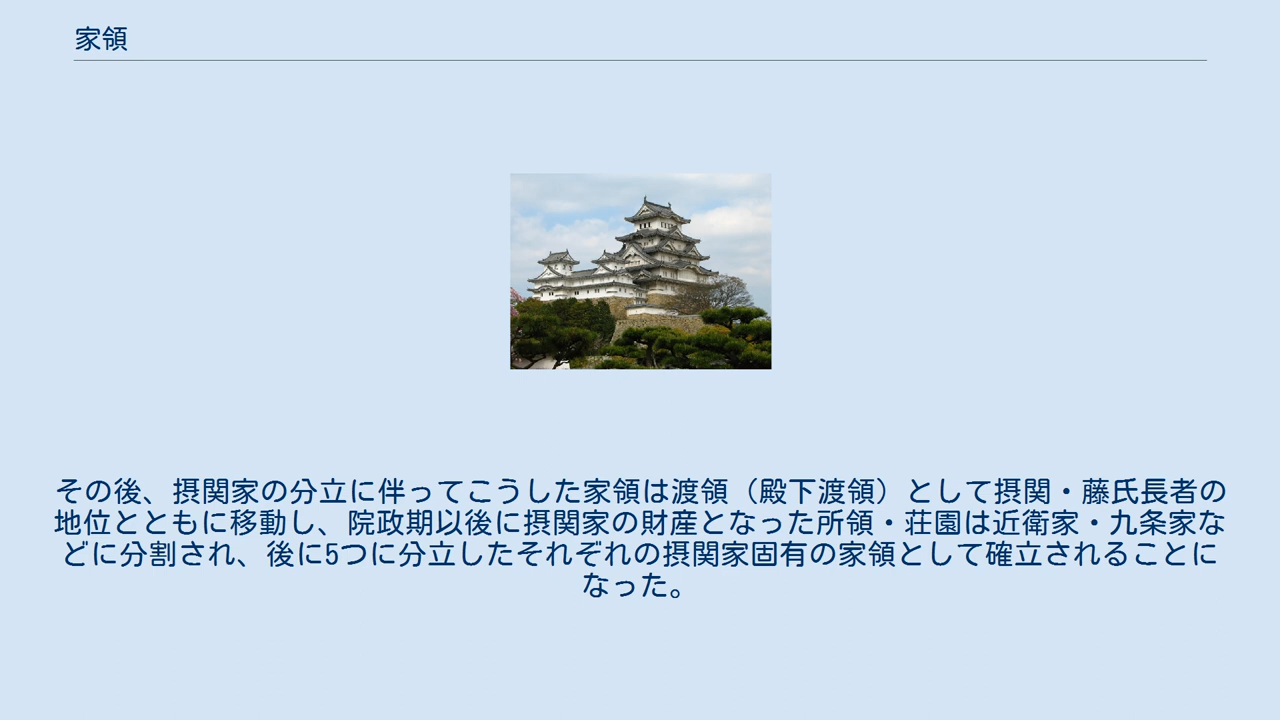 家領
その後、摂関家の分立に伴ってこうした家領は渡領（殿下渡領）として摂関・藤氏長者の
地位とともに移動し、院政期以後に摂関家の財産となった所領・荘園は近衛家・九条家な
どに分割され、後に5つに分立したそれぞれの摂関家固有の家領として確立されることに
なった。